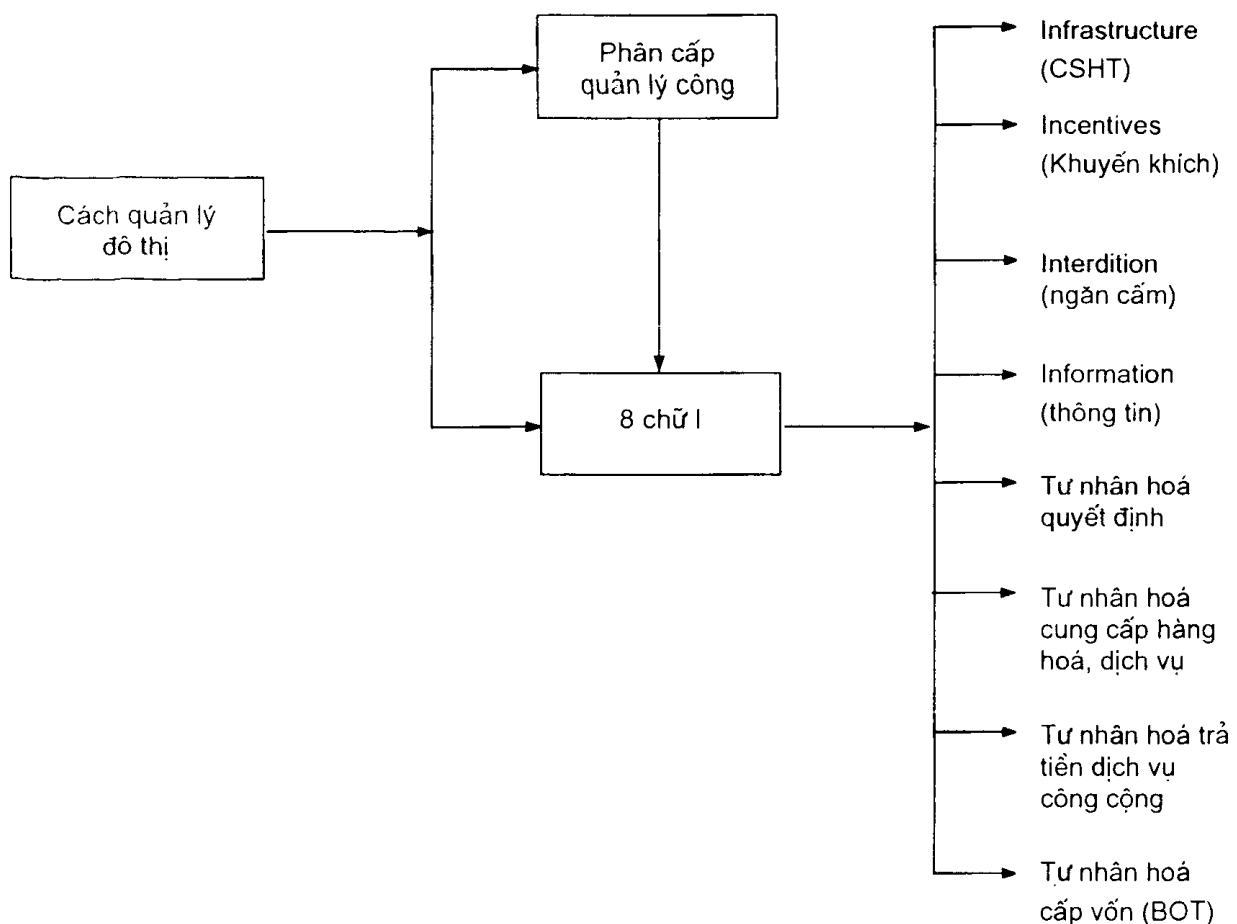 Phân cấp
quản lý công
Cách quản lý
đô thị
8 chữ I
Infrastructure
(CSHT)
Incentives
(Khuyến khích)
Interdition
(ngăn cấm)
Information
(thông tin)
Tư nhân hoá
quyết định
Tư nhân hoá
cung cấp hàng
hoá, dịch vụ
Tư nhân hoá trả
tiền dịch vụ
công cộng
Tư nhân hoá
cấp vốn (BOT)